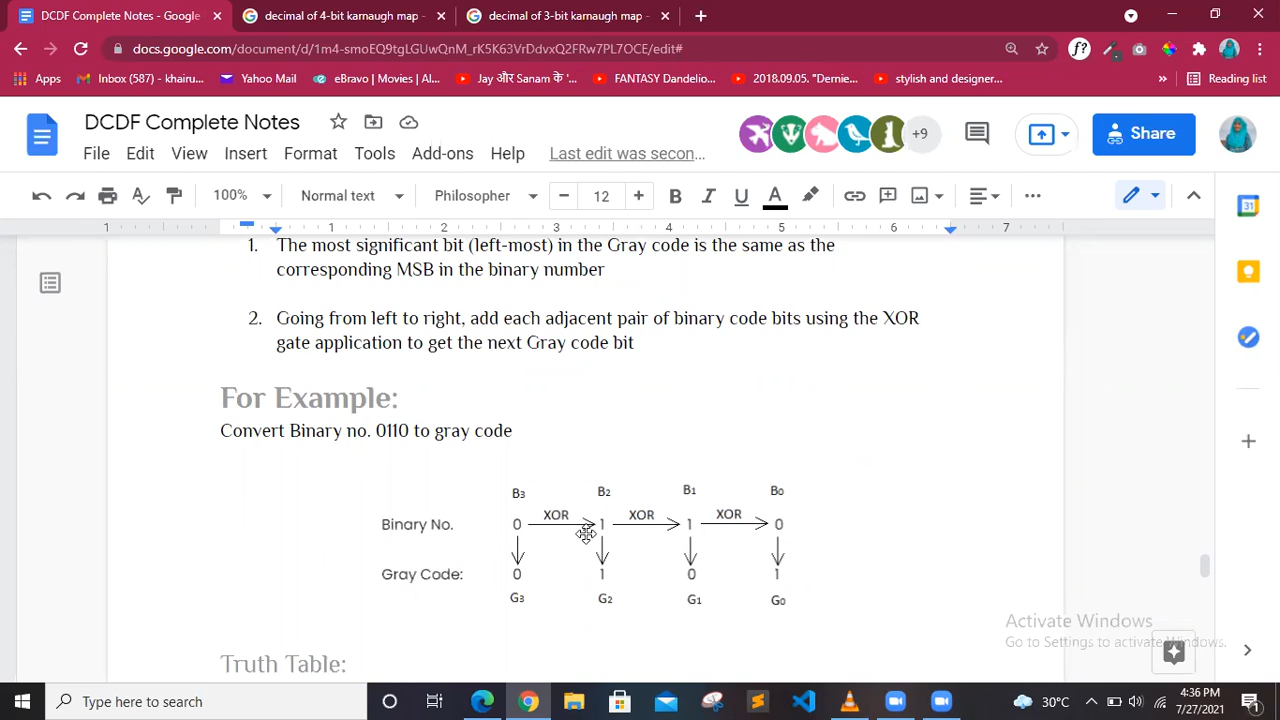 DCDF Complete Notes - Google
decimal of 4-bit karnaugh map -
decimal of 3-bit karnaugh map -
docs.google.com/document/d/1m4-smoEQ9tgLGUwQnM_rK5K63VrDdvxQ2FRw7PL7OCE/edit#
Apps
Inbox (587) - khairu...
Yahoo Mail
eBravo | Movies | Al...
Jay और Sanam के '...
FANTASY Dandelio...
2018.09.05. "Dernie...
stylish and designer...
Reading list
DCDF Complete Notes
+9
Share
File Edit View Insert Format Tools Add-ons Help Last edit was secon...
100% Normal text Philosopher 12 B I U A
1 1 2 3 4 5 6 7
1. The most significant bit (left-most) in the Gray code is the same as the
corresponding MSB in the binary number
2. Going from left to right, add each adjacent pair of binary code bits using the XOR
gate application to get the next Gray code bit
For Example:
Convert Binary no. 0110 to gray code
B3 B2 B1 B0
XOR XOR XOR
Binary No. 0 1 1 0
Gray Code: 0 1 0 1
G3 G2 G1 G0
Truth Table:
Activate Windows
Go to Settings to activate Windows.
Type here to search
30°C
4:36 PM
7/27/2021